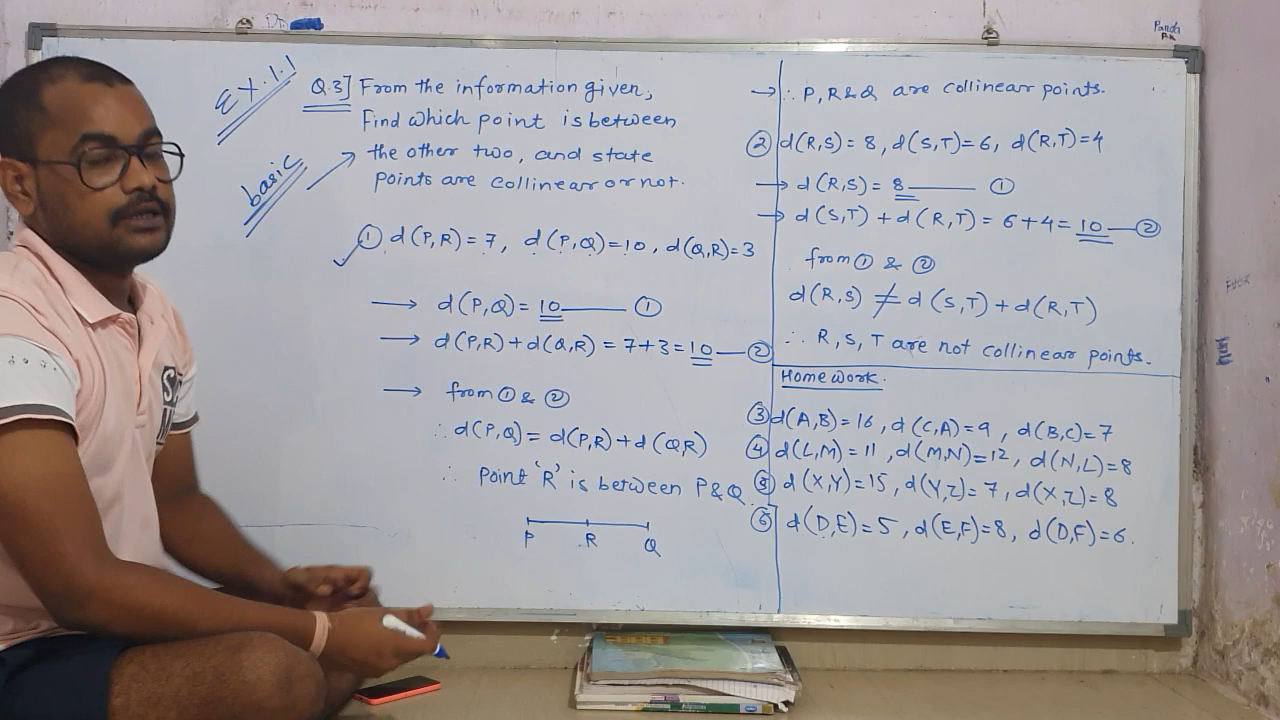 EX.1.1
basic
Q.3] From the information given,
Find which point is between
→ the other two, and state
points are collinear or not.
① d(P,R)=7, d(P,Q)=10, d(Q,R)=3
→ d(P,Q)= 10 —— ①
→ d(P,R)+d(Q,R) = 7+3 = 10 — ②
→ from ① & ②
∴ d(P,Q) = d(P,R)+d(Q,R)
∴ Point 'R' is between P&Q
P R Q
→ ∴ P, R & Q are collinear points.
② d(R,S)= 8, d(S,T)=6, d(R,T)=4
→ d(R,S) = 8 —— ①
→ d(S,T) + d(R,T) = 6+4 = 10 — ②
from ① & ②
d(R,S) ≠ d(S,T)+d(R,T)
∴ R, S, T are not collinear points.
Home work.
③ d(A,B)=16, d(C,A)=9, d(B,C)=7
④ d(L,M)=11, d(M,N)=12, d(N,L)=8
⑤ d(X,Y)=15, d(Y,Z)=7, d(X,Z)=8
⑥ d(D,E)=5, d(E,F)=8, d(D,F)=6.